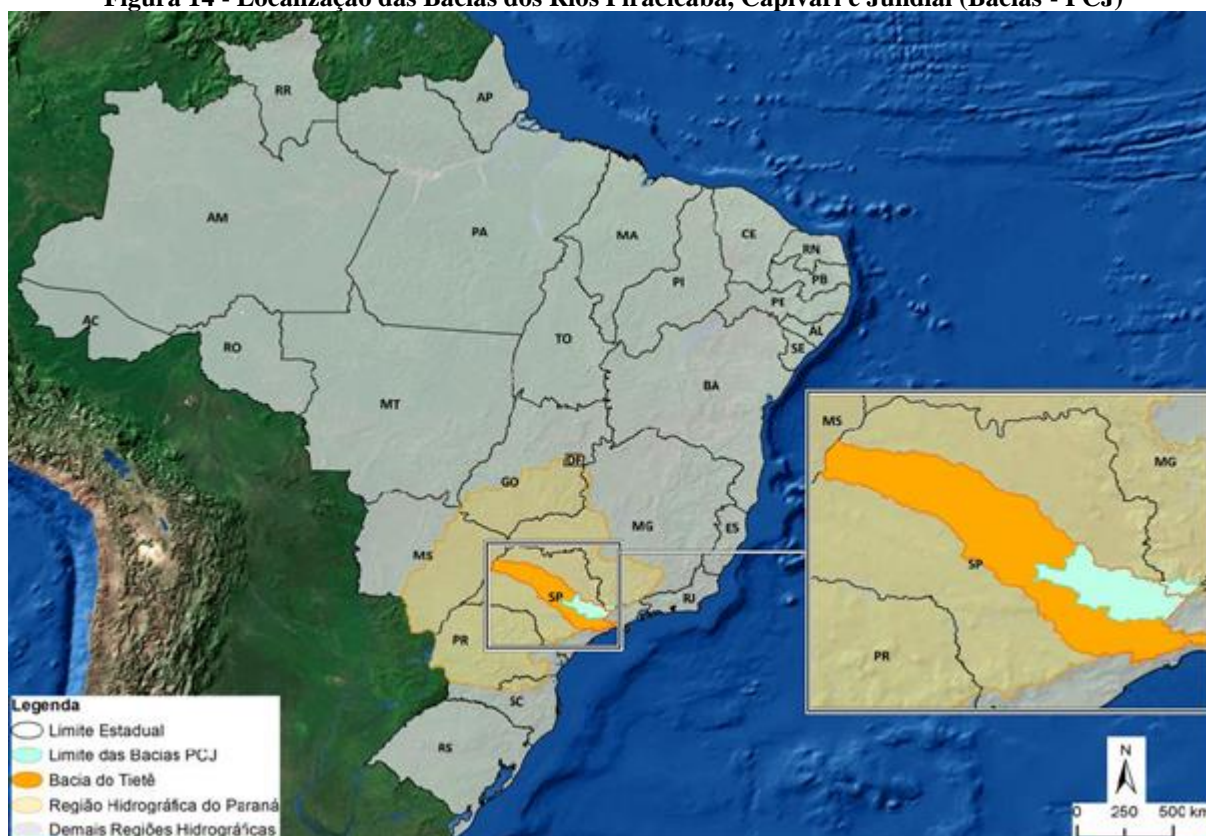 Figura 14 - Localização das Bacias dos Rios Piracicaba, Capivari e Jundiaí (Bacias - PCJ)
RR
AP
AM
PA
MA
CE
RN
PB
PI
PE
AL
SE
AC
RO
TO
BA
MT
DF
GO
MG
ES
MS
SP
RJ
PR
SC
RS
MS
MG
SP
PR
Legenda
Limite Estadual
Limite das Bacias PCJ
Bacia do Tietê
Região Hidrográfica do Paraná
Demais Regiões Hidrográficas
N
0 250 500 km